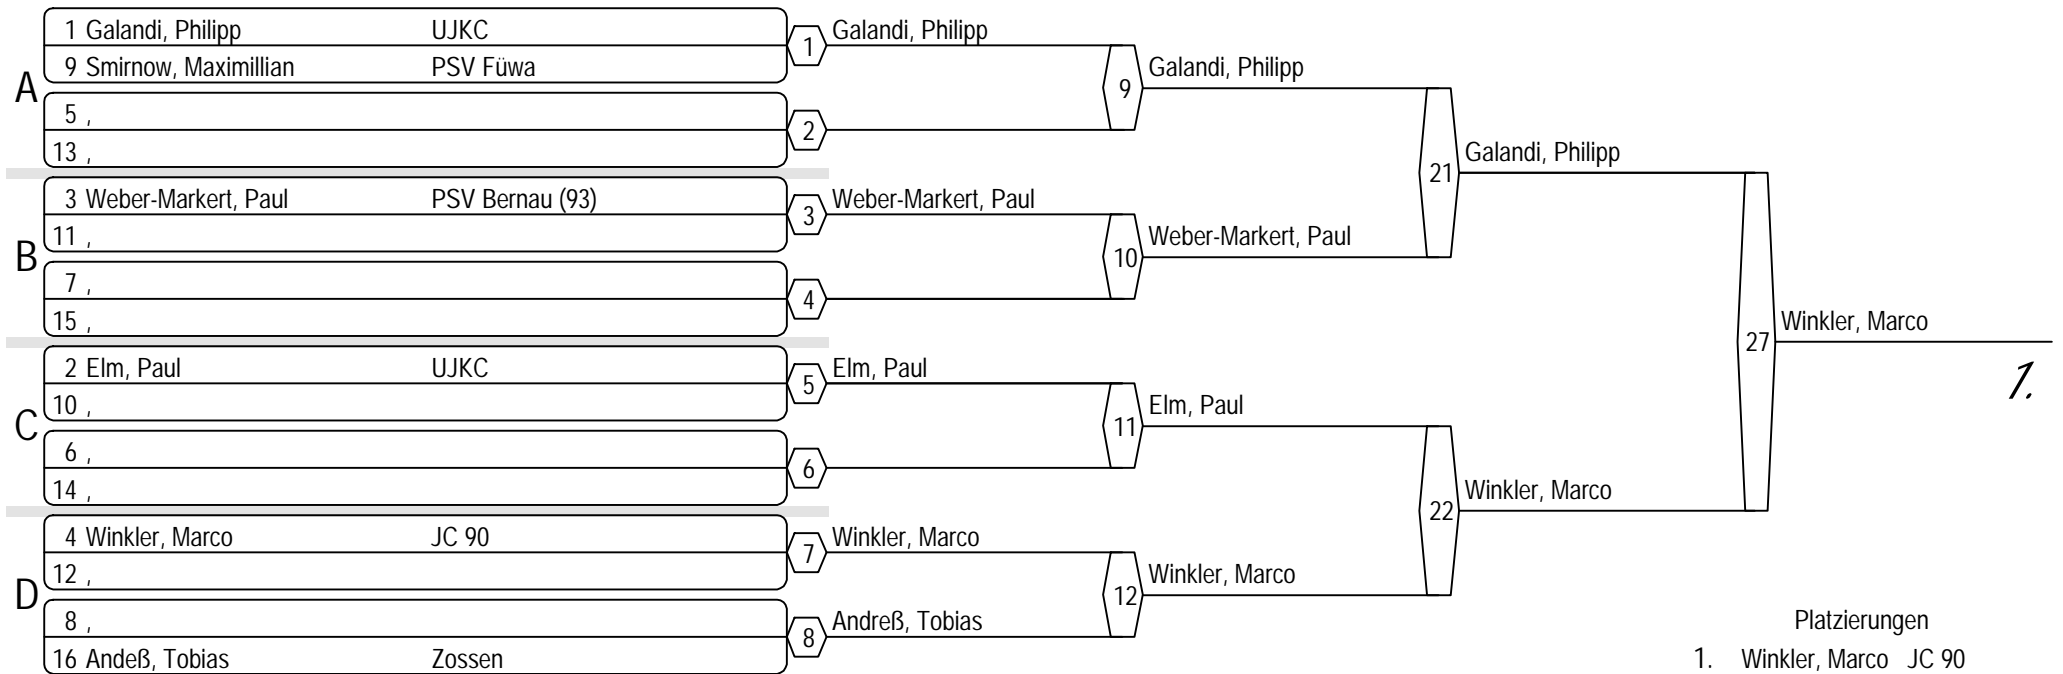 1 Galandi, Philipp UJKC
9 Smirnow, Maximillian PSV Füwa
A
5 ,
13 ,
3 Weber-Markert, Paul PSV Bernau (93)
11 ,
B
7 ,
15 ,
2 Elm, Paul UJKC
10 ,
C
6 ,
14 ,
4 Winkler, Marco JC 90
12 ,
D
8 ,
16 Andeß, Tobias Zossen
1 Galandi, Philipp
2
3 Weber-Markert, Paul
4
5 Elm, Paul
6
7 Winkler, Marco
8 Andreß, Tobias
9 Galandi, Philipp
10 Weber-Markert, Paul
11 Elm, Paul
12 Winkler, Marco
21 Galandi, Philipp
22 Winkler, Marco
27 Winkler, Marco
1.
Platzierungen
1. Winkler, Marco JC 90